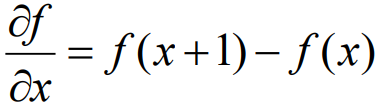 ∂f/∂x = f(x+1) − f(x)